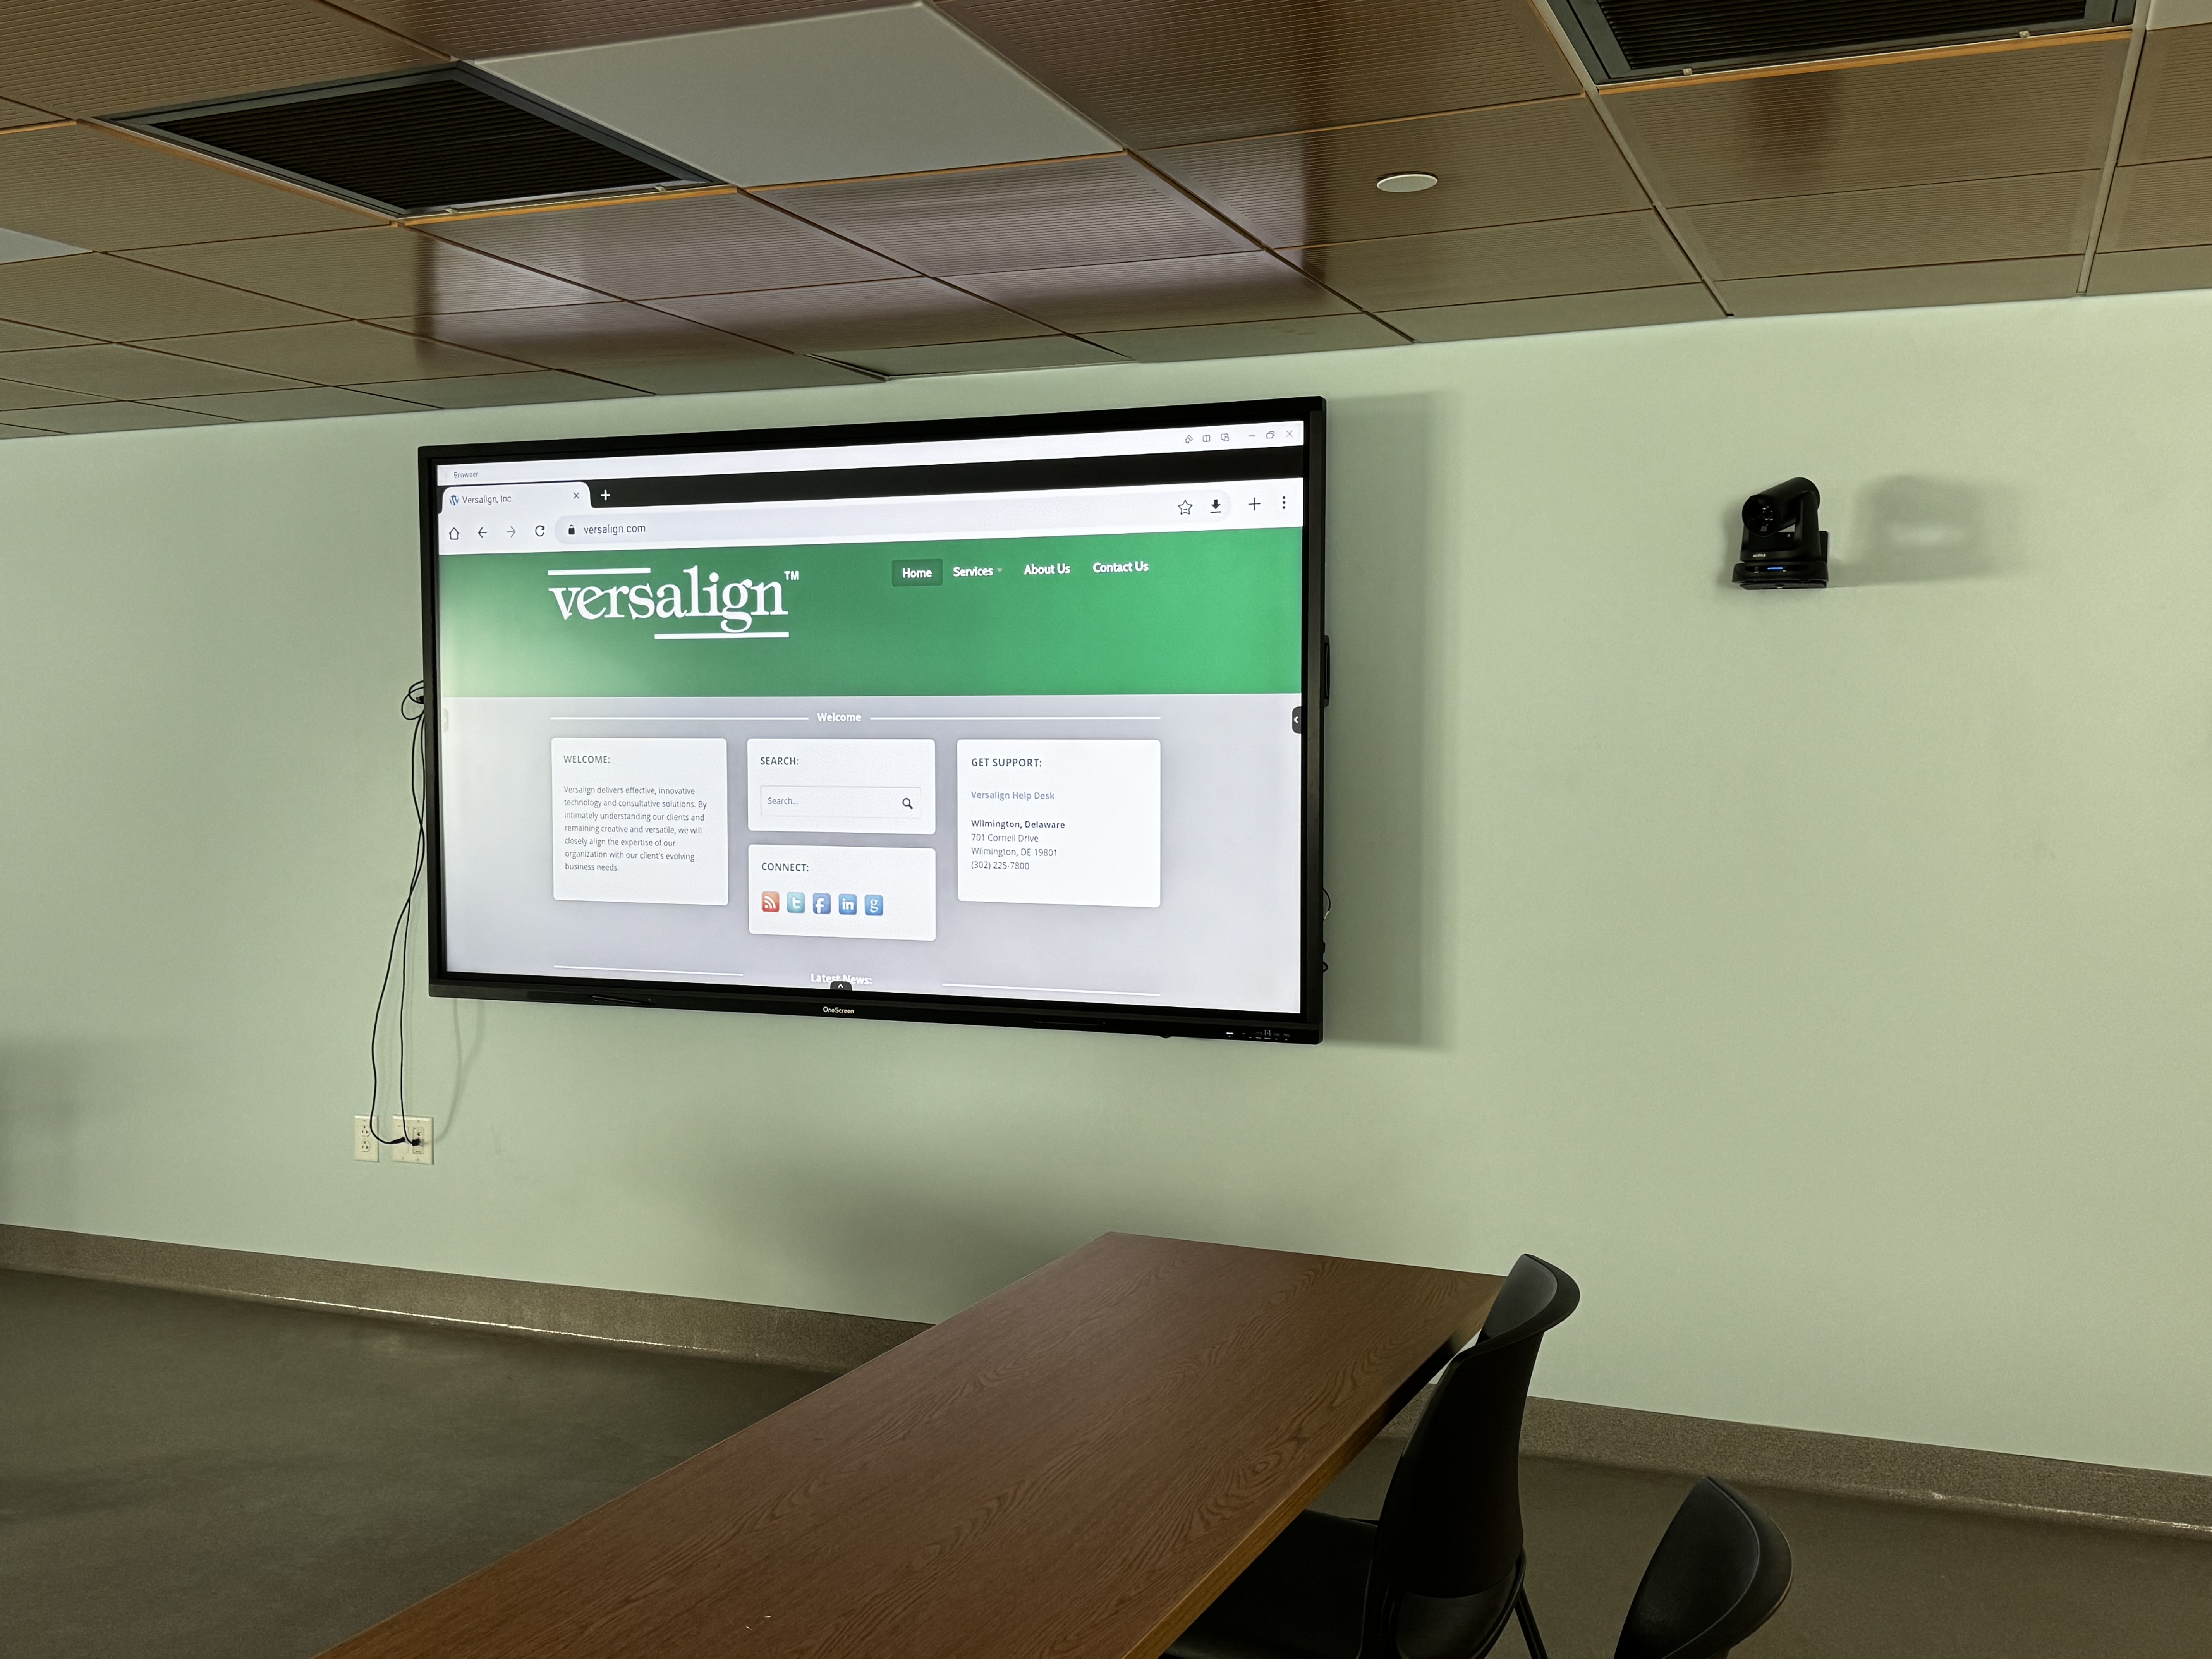 Browser
Versalign, Inc.
versalign.com
versalign™
Home Services About Us Contact Us
Welcome
WELCOME:
Versalign delivers effective, innovative
technology and consultative solutions. By
intimately understanding our clients and
remaining creative and versatile, we will
closely align the expertise of our
organization with our client's evolving
business needs.
SEARCH:
Search...
CONNECT:
GET SUPPORT:
Versalign Help Desk
Wilmington, Delaware
701 Cornell Drive
Wilmington, DE 19801
(302) 225-7800
Latest News:
OneScreen